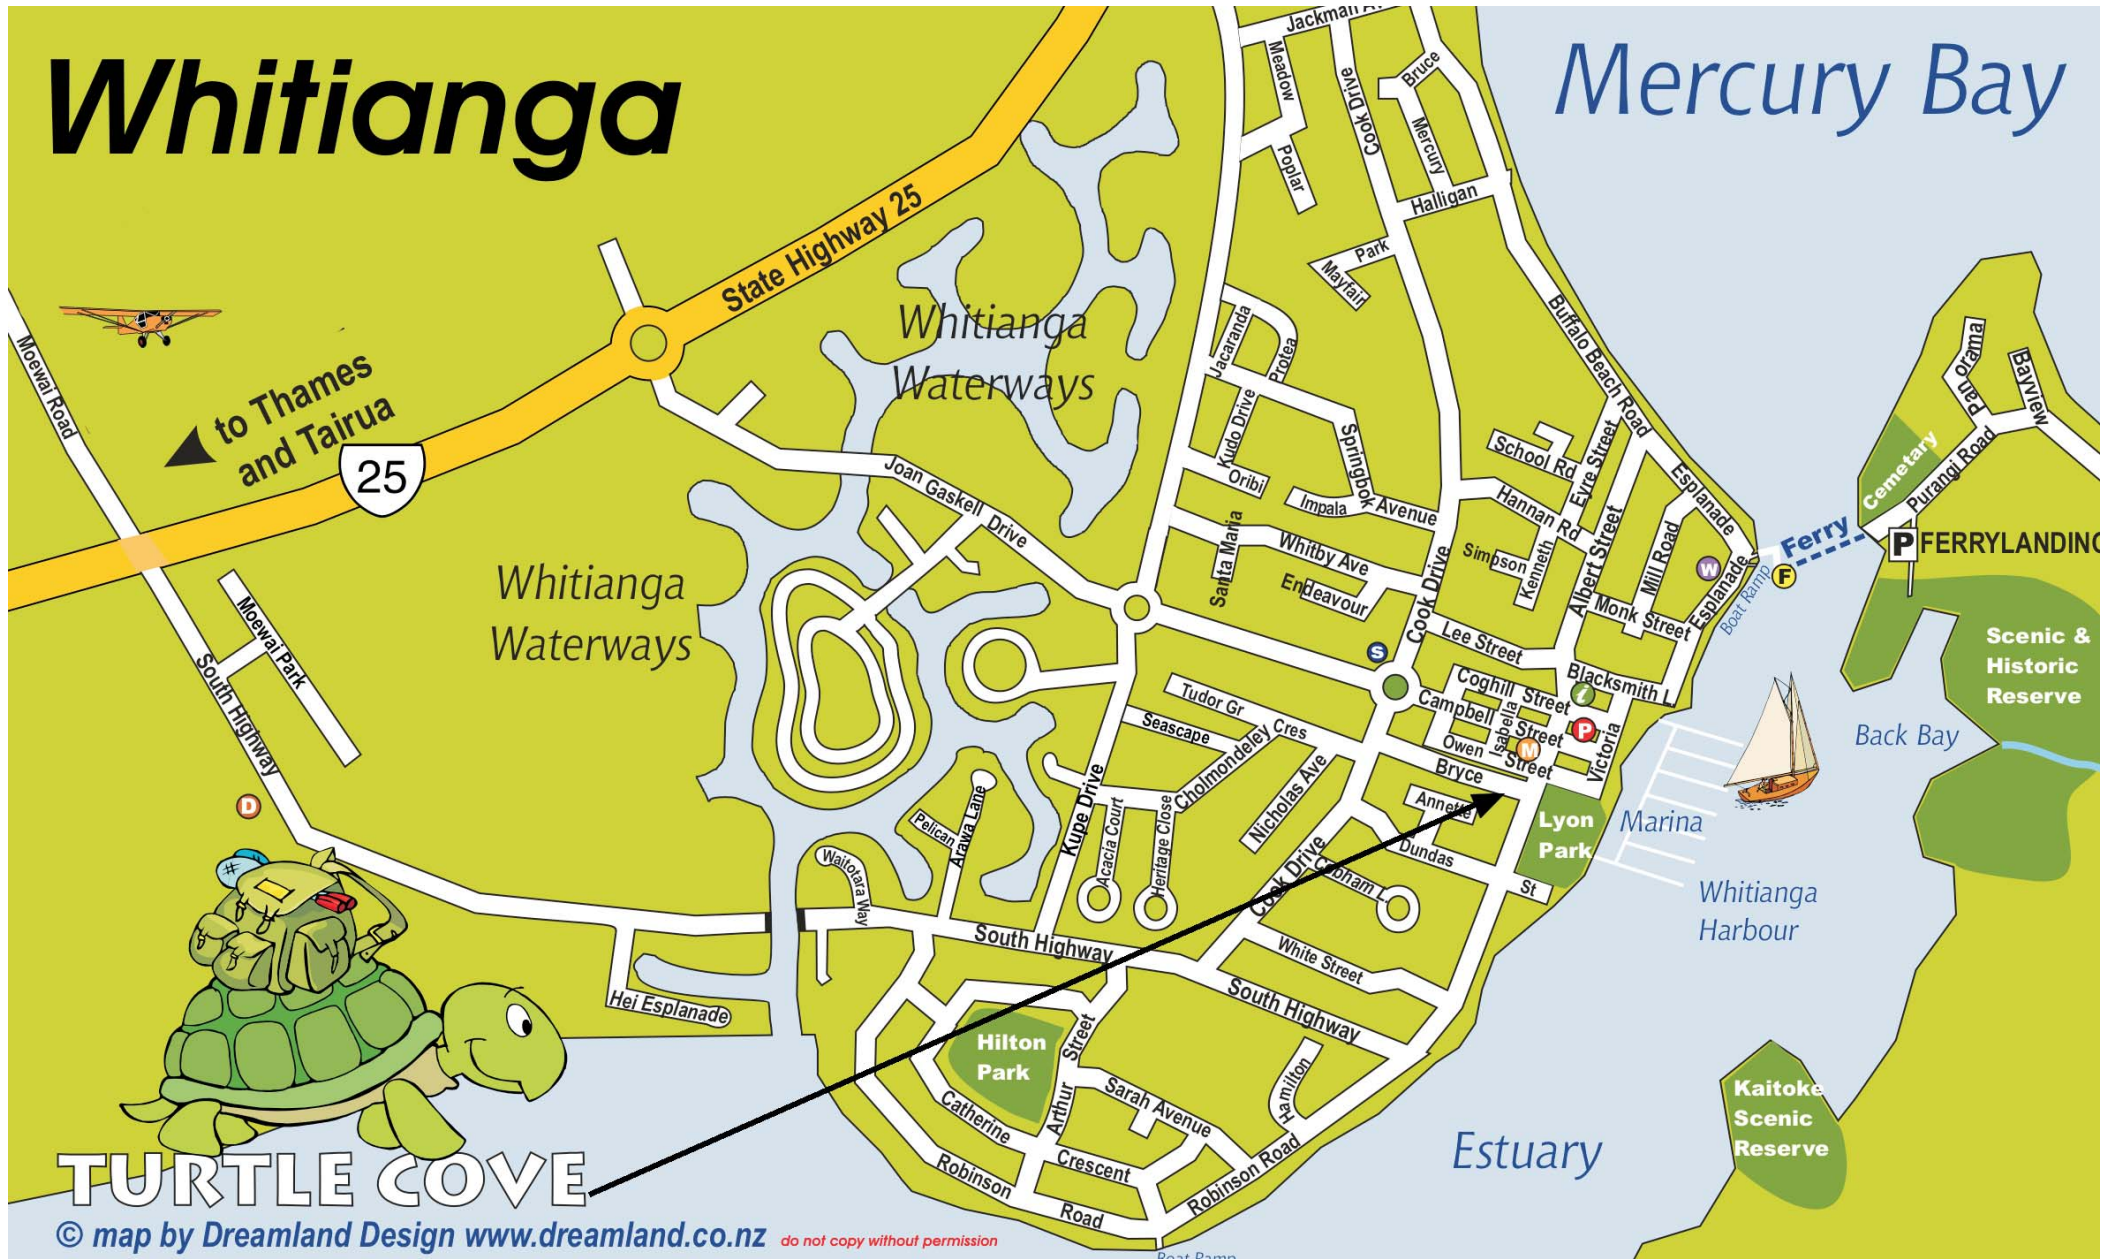 Whitianga
Mercury Bay
Jackman A
Meadow
Cook Drive
Bruce
Mercury
Poplar
Halligan
Park
Mayfair
State Highway 25
Whitianga
Waterways
Moewai Road
to Thames
and Tairua
25
Jacaranda
Protea
Kudo Drive
Oribi
Springbok
Impala
Avenue
Buffalo Beach Road
School Rd
Eyre Street
Hannan Rd
Esplanade
Panorama
Bayview
Cemetary
Purangi Road
P
FERRYLANDING
Ferry
F
W
Joan Gaskell Drive
Santa Maria
Whitby Ave
Endeavour
Cook Drive
Simpson
Kenneth
Albert Street
Mill Road
Monk Street
Esplanade
Boat Ramp
Whitianga
Waterways
Moewai Park
South Highway
D
S
Lee Street
Blacksmith L.
Coghill Street
i
Campbell Street
Isabella
P
Owen Street
M
Victoria
Bryce
Scenic &
Historic
Reserve
Back Bay
Tudor Gr
Seascape
Cholmondeley Cres
Nicholas Ave
Kupe Drive
Acacia Court
Heritage Close
Pelican
Arawa Lane
Waitotara Way
Annette
Dundas St
Lyon
Park
Marina
Whitianga
Harbour
Cook Drive
Cobham L.
White Street
South Highway
South Highway
Hei Esplanade
Hilton
Park
Arthur Street
Sarah Avenue
Hamilton
Catherine Crescent
Robinson Road
Robinson Road
Estuary
Kaitoke
Scenic
Reserve
TURTLE COVE
© map by Dreamland Design www.dreamland.co.nz
do not copy without permission
Boat Ramp